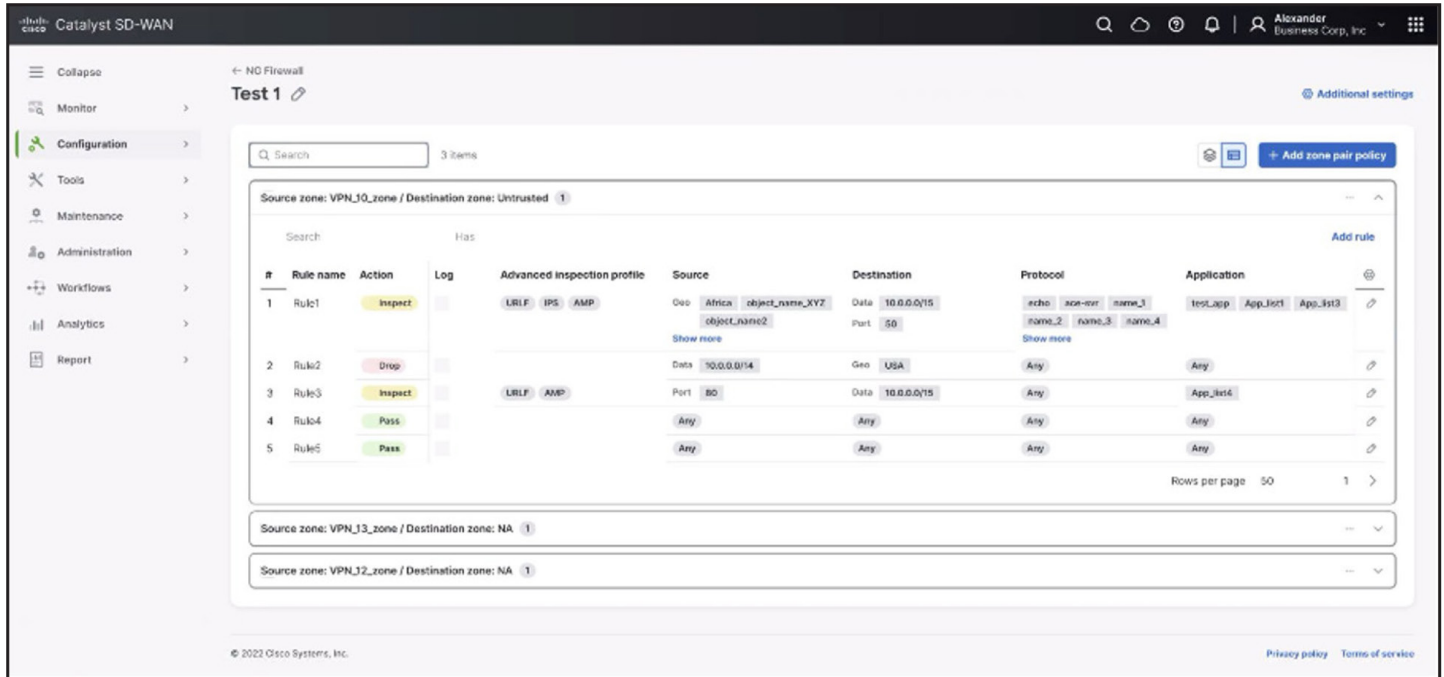 cisco Catalyst SD-WAN
Alexander
Business Corp, Inc
Collapse
Monitor
Configuration
Tools
Maintenance
Administration
Workflows
Analytics
Report
← NG Firewall
Test 1
Additional settings
Search 3 items + Add zone pair policy
Source zone: VPN_10_zone / Destination zone: Untrusted 1
Search Has Add rule
# Rule name Action Log Advanced inspection profile Source Destination Protocol Application
1 Rule1 Inspect URLF IPS AMP Geo Africa object_name_XYZ Data 10.0.0.0/15 echo ace-svr name_1 test_app App_list1 App_list3
object_name2 Port 50 name_2 name_3 name_4
Show more Show more
2 Rule2 Drop Data 10.0.0.0/14 Geo USA Any Any
3 Rule3 Inspect URLF AMP Port 80 Data 10.0.0.0/15 Any App_list4
4 Rule4 Pass Any Any Any Any
5 Rule5 Pass Any Any Any Any
Rows per page 50 1
Source zone: VPN_13_zone / Destination zone: NA 1
Source zone: VPN_12_zone / Destination zone: NA 1
© 2022 Cisco Systems, Inc. Privacy policy Terms of service